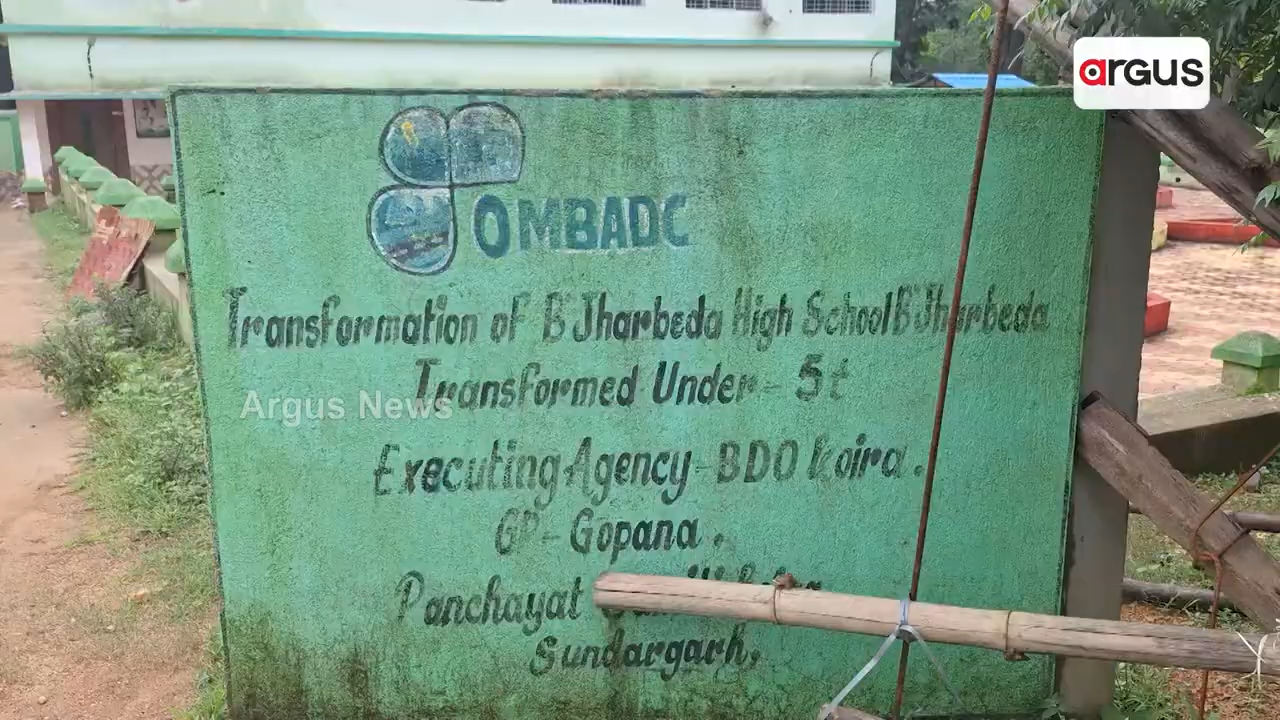 argus
OMBADC
Transformation of B'Jharbeda High School B'Jharbeda
Transformed Under - 5t
Argus News
Executing Agency - BDO Koira.
GP - Gopana.
Panchayat
Sundargarh,